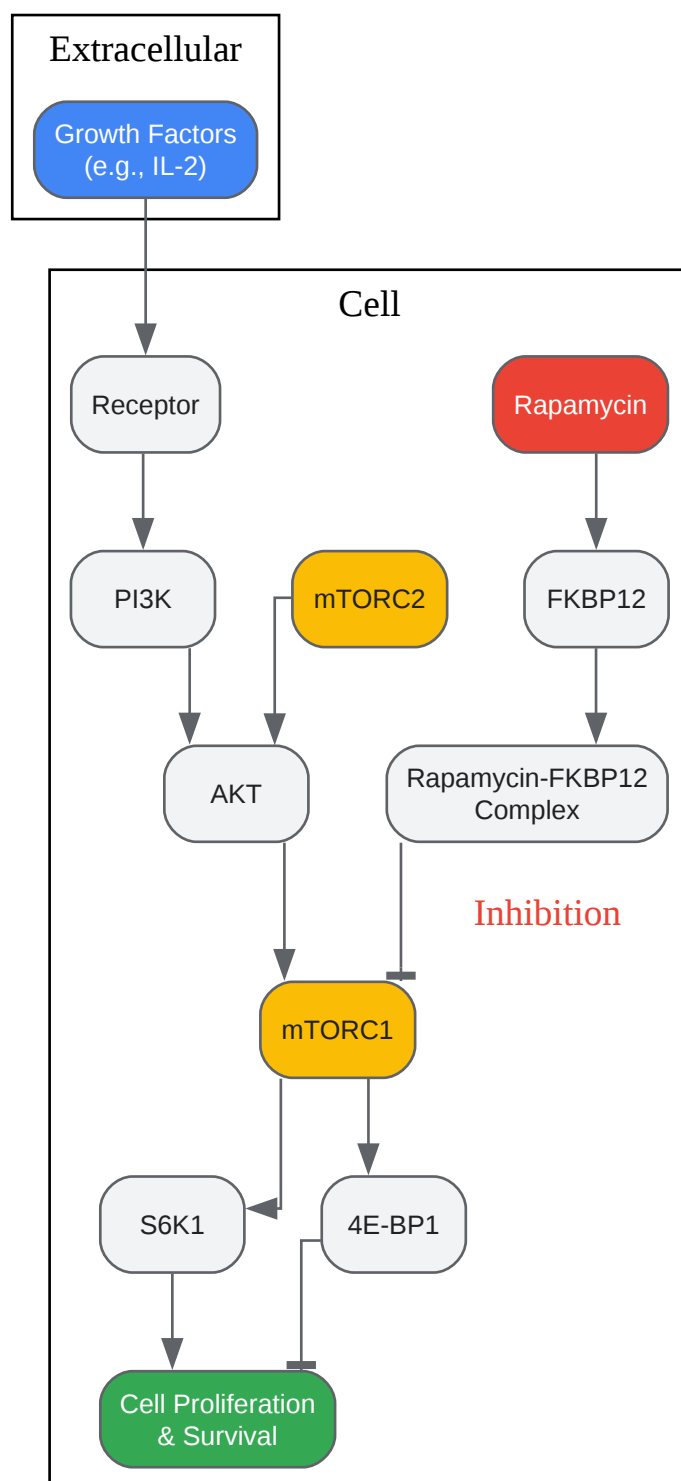 Extracellular
Growth Factors
(e.g., IL-2)
Cell
Receptor
Rapamycin
PI3K
mTORC2
FKBP12
AKT
Rapamycin-FKBP12
Complex
Inhibition
mTORC1
S6K1
4E-BP1
Cell Proliferation
& Survival